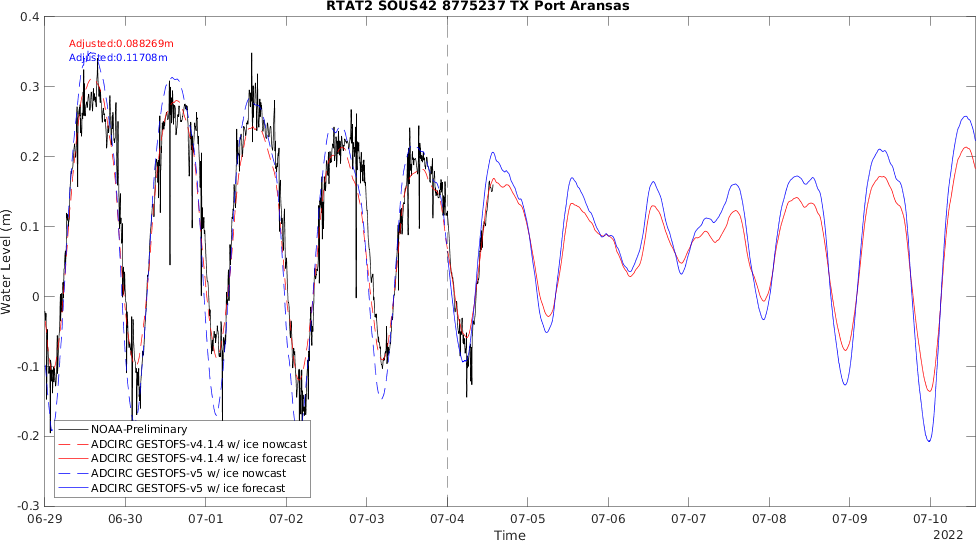 RTAT2 SOUS42 8775237 TX Port Aransas
Adjusted:0.088269m
Adjusted:0.11708m
Water Level (m)
0.4
0.3
0.2
0.1
0
-0.1
-0.2
-0.3
NOAA-Preliminary
ADCIRC GESTOFS-v4.1.4 w/ ice nowcast
ADCIRC GESTOFS-v4.1.4 w/ ice forecast
ADCIRC GESTOFS-v5 w/ ice nowcast
ADCIRC GESTOFS-v5 w/ ice forecast
06-29 06-30 07-01 07-02 07-03 07-04 07-05 07-06 07-07 07-08 07-09 07-10
Time
2022